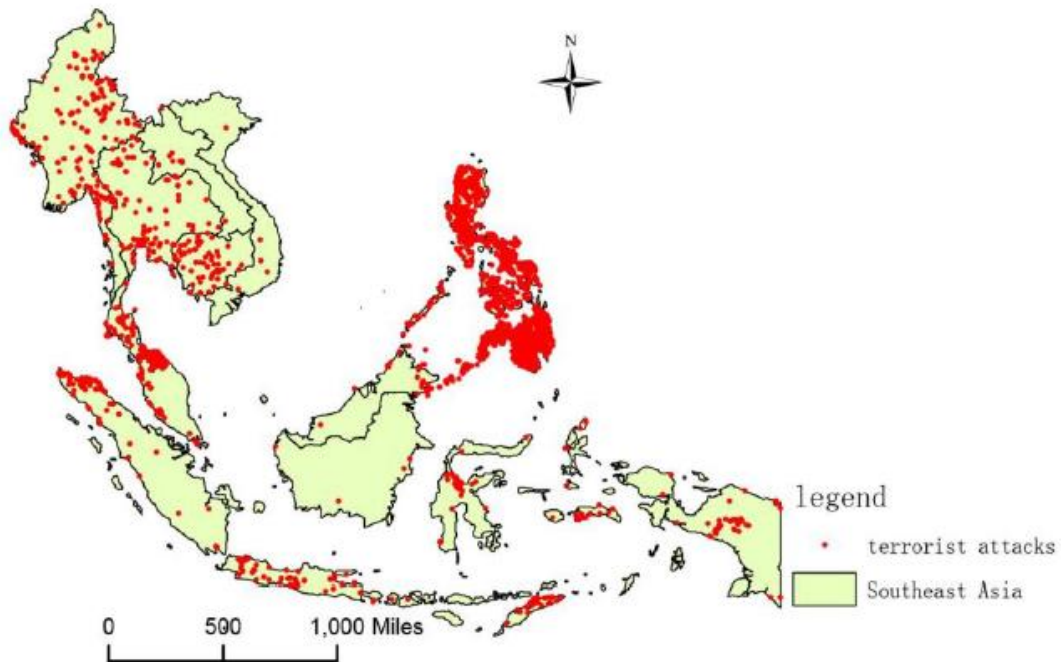 N
legend
terrorist attacks
Southeast Asia
0 500 1,000 Miles